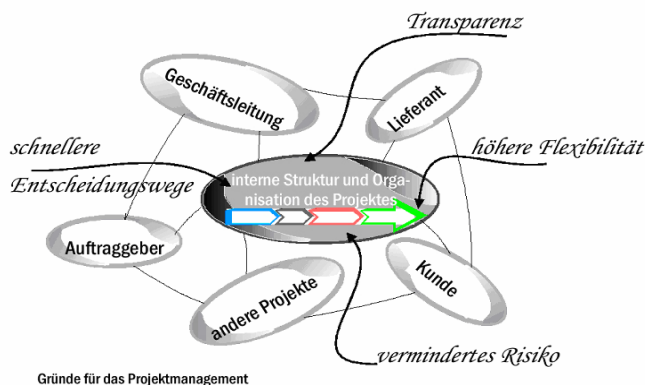 Transparenz
Geschäftsleitung
Lieferant
schnellere
Entscheidungswege
höhere Flexibilität
interne Struktur und Orga-
nisation des Projektes
Auftraggeber
andere Projekte
Kunde
vermindertes Risiko
Gründe für das Projektmanagement